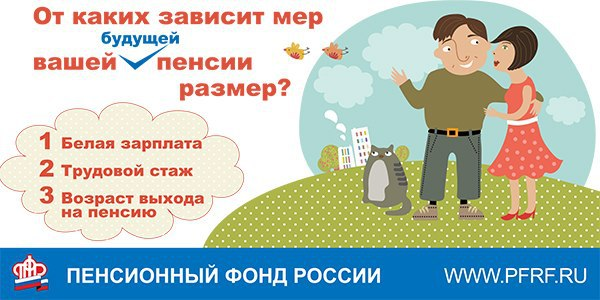 От каких зависит мер
будущей
вашей пенсии
размер?
1 Белая зарплата
2 Трудовой стаж
3 Возраст выхода
на пенсию
ПЕНСИОННЫЙ ФОНД РОССИИ
WWW.PFRF.RU